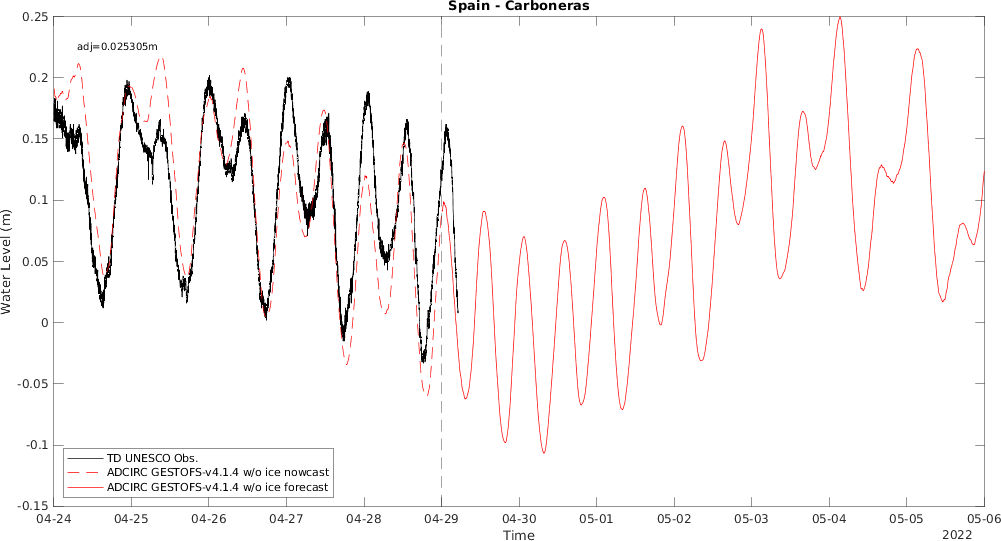 Spain - Carboneras
adj=0.025305m
0.25
0.2
0.15
0.1
0.05
0
-0.05
-0.1
-0.15
Water Level (m)
TD UNESCO Obs.
ADCIRC GESTOFS-v4.1.4 w/o ice nowcast
ADCIRC GESTOFS-v4.1.4 w/o ice forecast
04-24 04-25 04-26 04-27 04-28 04-29 04-30 05-01 05-02 05-03 05-04 05-05 05-06
Time
2022